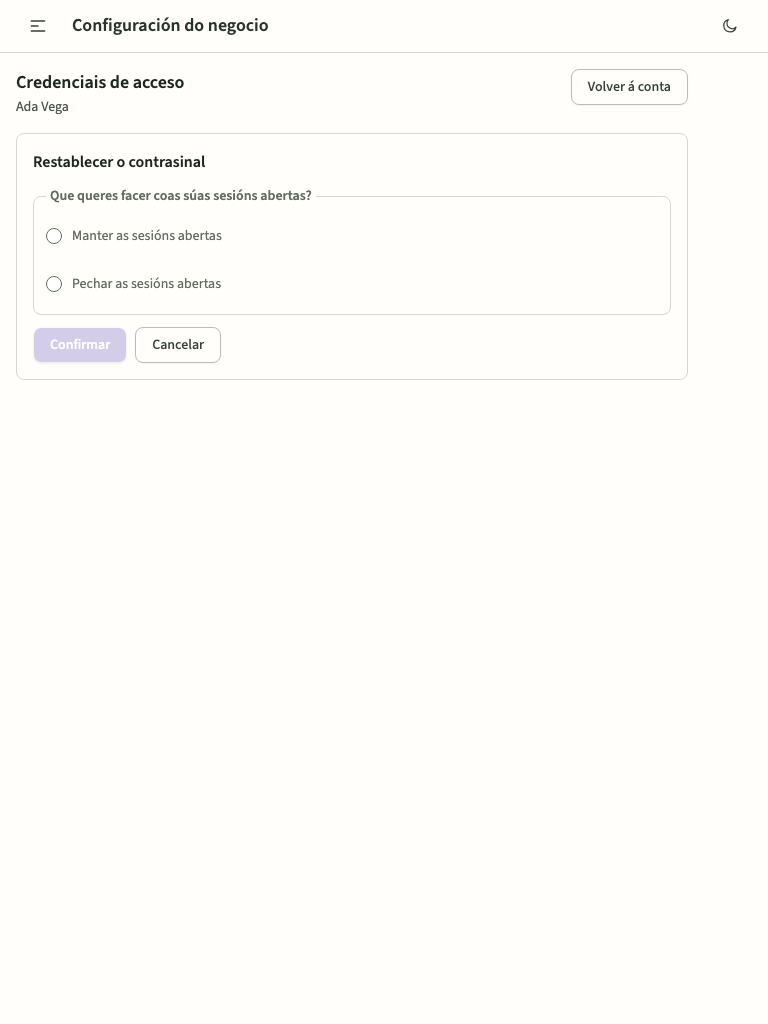 Configuración do negocio
Credenciais de acceso
Ada Vega
Volver á conta
Restablecer o contrasinal
Que queres facer coas súas sesións abertas?
Manter as sesións abertas
Pechar as sesións abertas
Confirmar
Cancelar